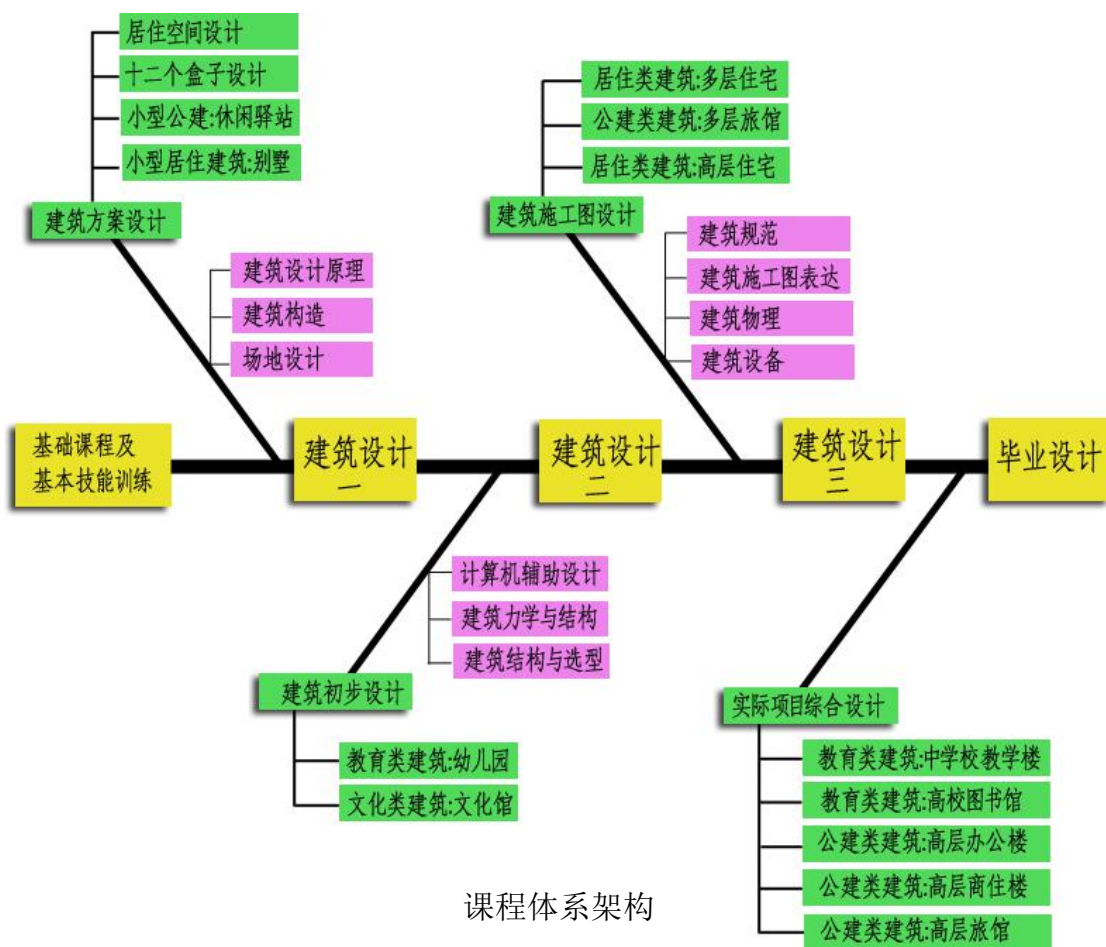 居住空间设计
十二个盒子设计
小型公建:休闲驿站
小型居住建筑:别墅
建筑方案设计
建筑设计原理
建筑构造
场地设计
居住类建筑:多层住宅
公建类建筑:多层旅馆
居住类建筑:高层住宅
建筑施工图设计
建筑规范
建筑施工图表达
建筑物理
建筑设备
基础课程及
基本技能训练
建筑设计
一
建筑设计
二
建筑设计
三
毕业设计
计算机辅助设计
建筑力学与结构
建筑结构与选型
建筑初步设计
教育类建筑:幼儿园
文化类建筑:文化馆
实际项目综合设计
教育类建筑:中学校教学楼
教育类建筑:高校图书馆
公建类建筑:高层办公楼
公建类建筑:高层商住楼
公建类建筑:高层旅馆
课程体系架构